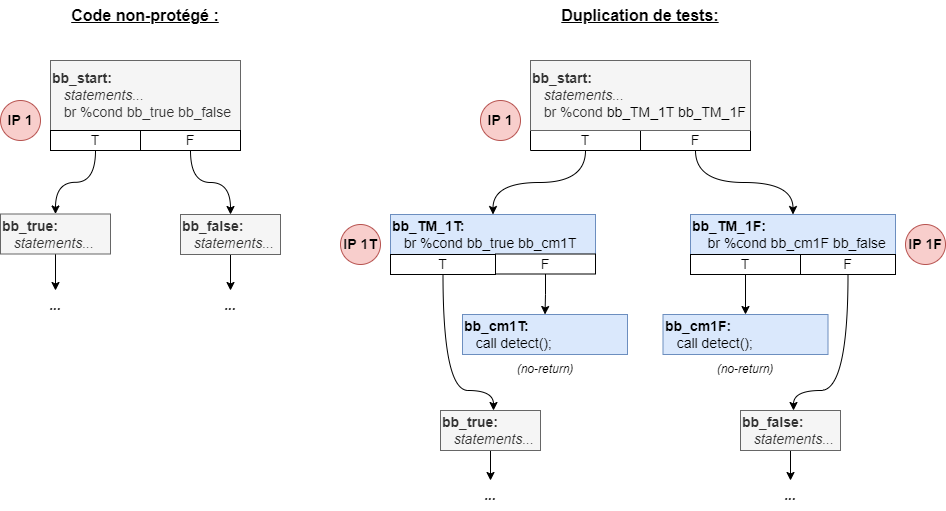 Code non-protégé :
bb_start:
statements...
br %cond bb_true bb_false
IP 1
T
F
bb_true:
statements...
bb_false:
statements...
...
...
Duplication de tests:
bb_start:
statements...
br %cond bb_TM_1T bb_TM_1F
IP 1
T
F
bb_TM_1T:
br %cond bb_true bb_cm1T
IP 1T
T
F
bb_TM_1F:
br %cond bb_cm1F bb_false
IP 1F
T
F
bb_cm1T:
call detect();
(no-return)
bb_cm1F:
call detect();
(no-return)
bb_true:
statements...
bb_false:
statements...
...
...